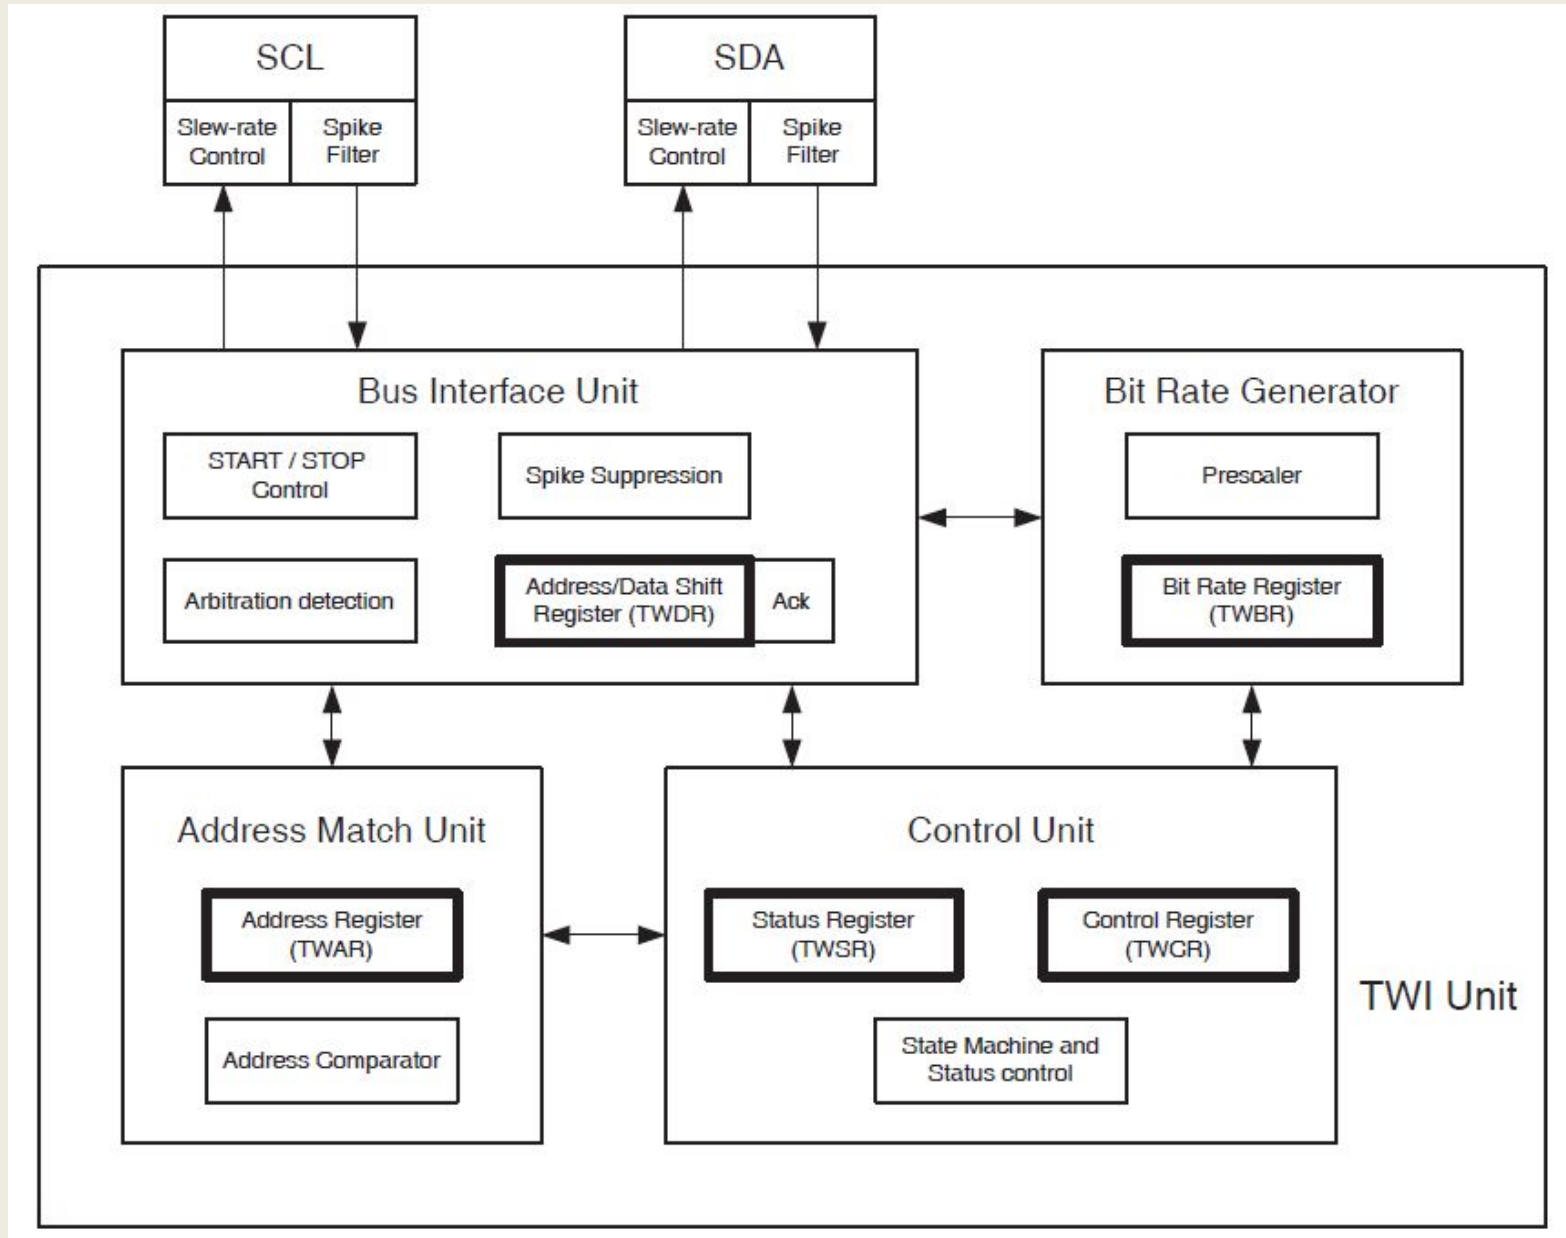 SCL
SDA
Slew-rate
Control
Spike
Filter
Slew-rate
Control
Spike
Filter
Bus Interface Unit
Bit Rate Generator
START / STOP
Control
Spike Suppression
Prescaler
Arbitration detection
Address/Data Shift
Register (TWDR)
Ack
Bit Rate Register
(TWBR)
Address Match Unit
Control Unit
Address Register
(TWAR)
Status Register
(TWSR)
Control Register
(TWCR)
TWI Unit
Address Comparator
State Machine and
Status control